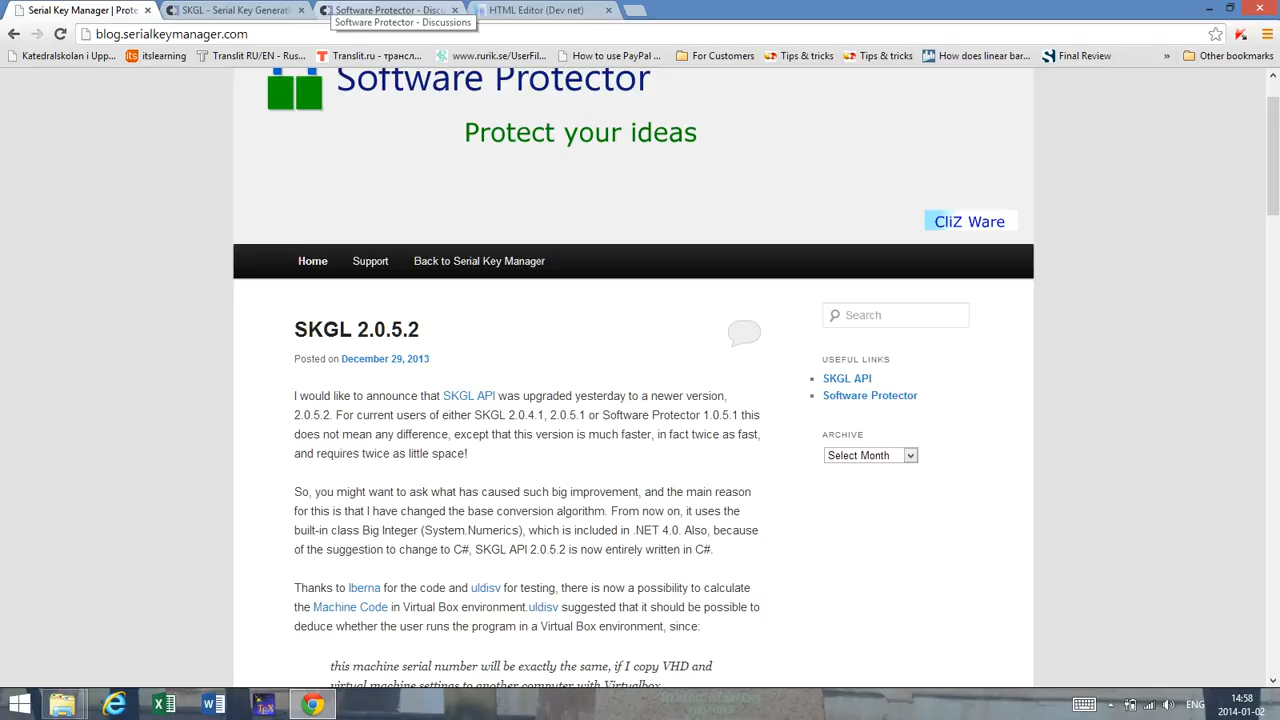 Serial Key Manager | Prote
SKGL - Serial Key Generati
Software Protector - Discu
HTML Editor (Dev net)
Software Protector - Discussions
blog.serialkeymanager.com
Katedralskolan i Upp...
itslearning
Translit RU/EN - Rus...
Translit.ru - трансл...
www.rurik.se/UserFil...
How to use PayPal ...
For Customers
Tips & tricks
Tips & tricks
How does linear bar...
Final Review
»
Other bookmarks
Software Protector
Protect your ideas
CliZ Ware
Home
Support
Back to Serial Key Manager
SKGL 2.0.5.2
Posted on December 29, 2013
I would like to announce that SKGL API was upgraded yesterday to a newer version,
2.0.5.2. For current users of either SKGL 2.0.4.1, 2.0.5.1 or Software Protector 1.0.5.1 this
does not mean any difference, except that this version is much faster, in fact twice as fast,
and requires twice as little space!
So, you might want to ask what has caused such big improvement, and the main reason
for this is that I have changed the base conversion algorithm. From now on, it uses the
built-in class Big Integer (System.Numerics), which is included in .NET 4.0. Also, because
of the suggestion to change to C#, SKGL API 2.0.5.2 is now entirely written in C#.
Thanks to lberna for the code and uldisv for testing, there is now a possibility to calculate
the Machine Code in Virtual Box environment.uldisv suggested that it should be possible to
deduce whether the user runs the program in a Virtual Box environment, since:
this machine serial number will be exactly the same, if I copy VHD and
virtual machine settings to another computer with Virtualbox
Search
USEFUL LINKS
SKGL API
Software Protector
ARCHIVE
Select Month
ENG
14:58
2014-01-02